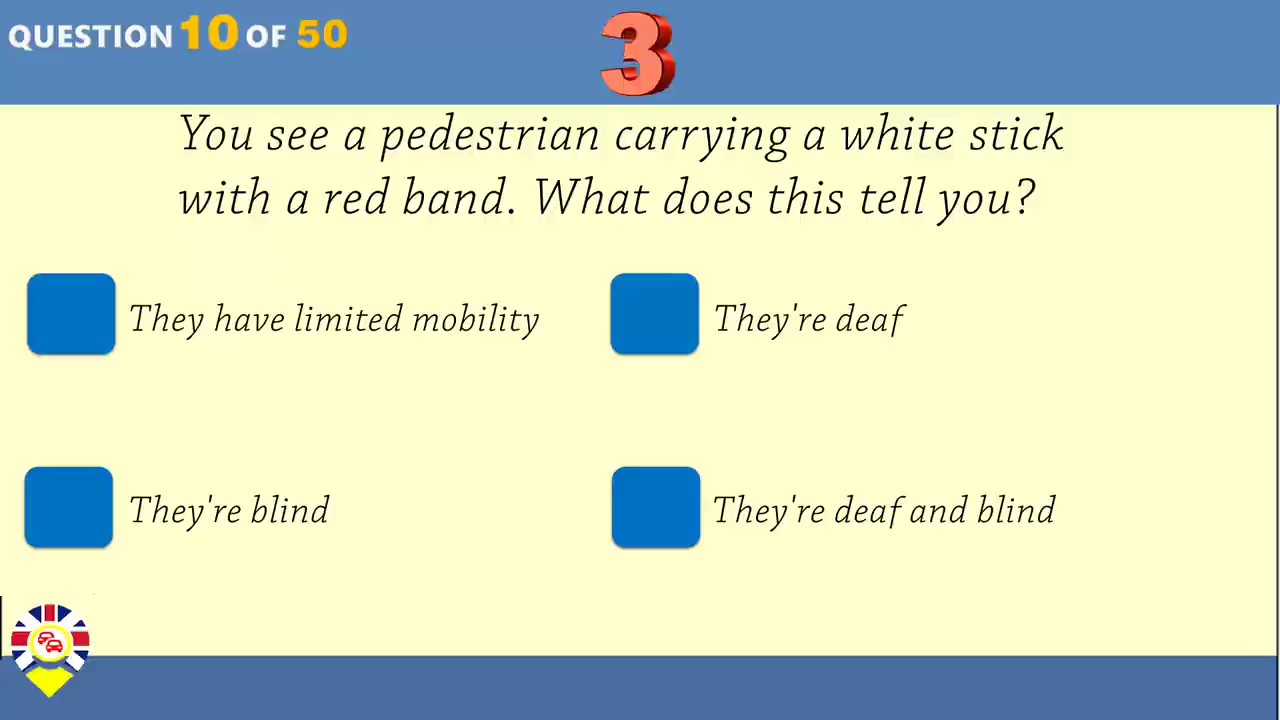 QUESTION 10 OF 50
3
You see a pedestrian carrying a white stick
with a red band. What does this tell you?
They have limited mobility
They're deaf
They're blind
They're deaf and blind